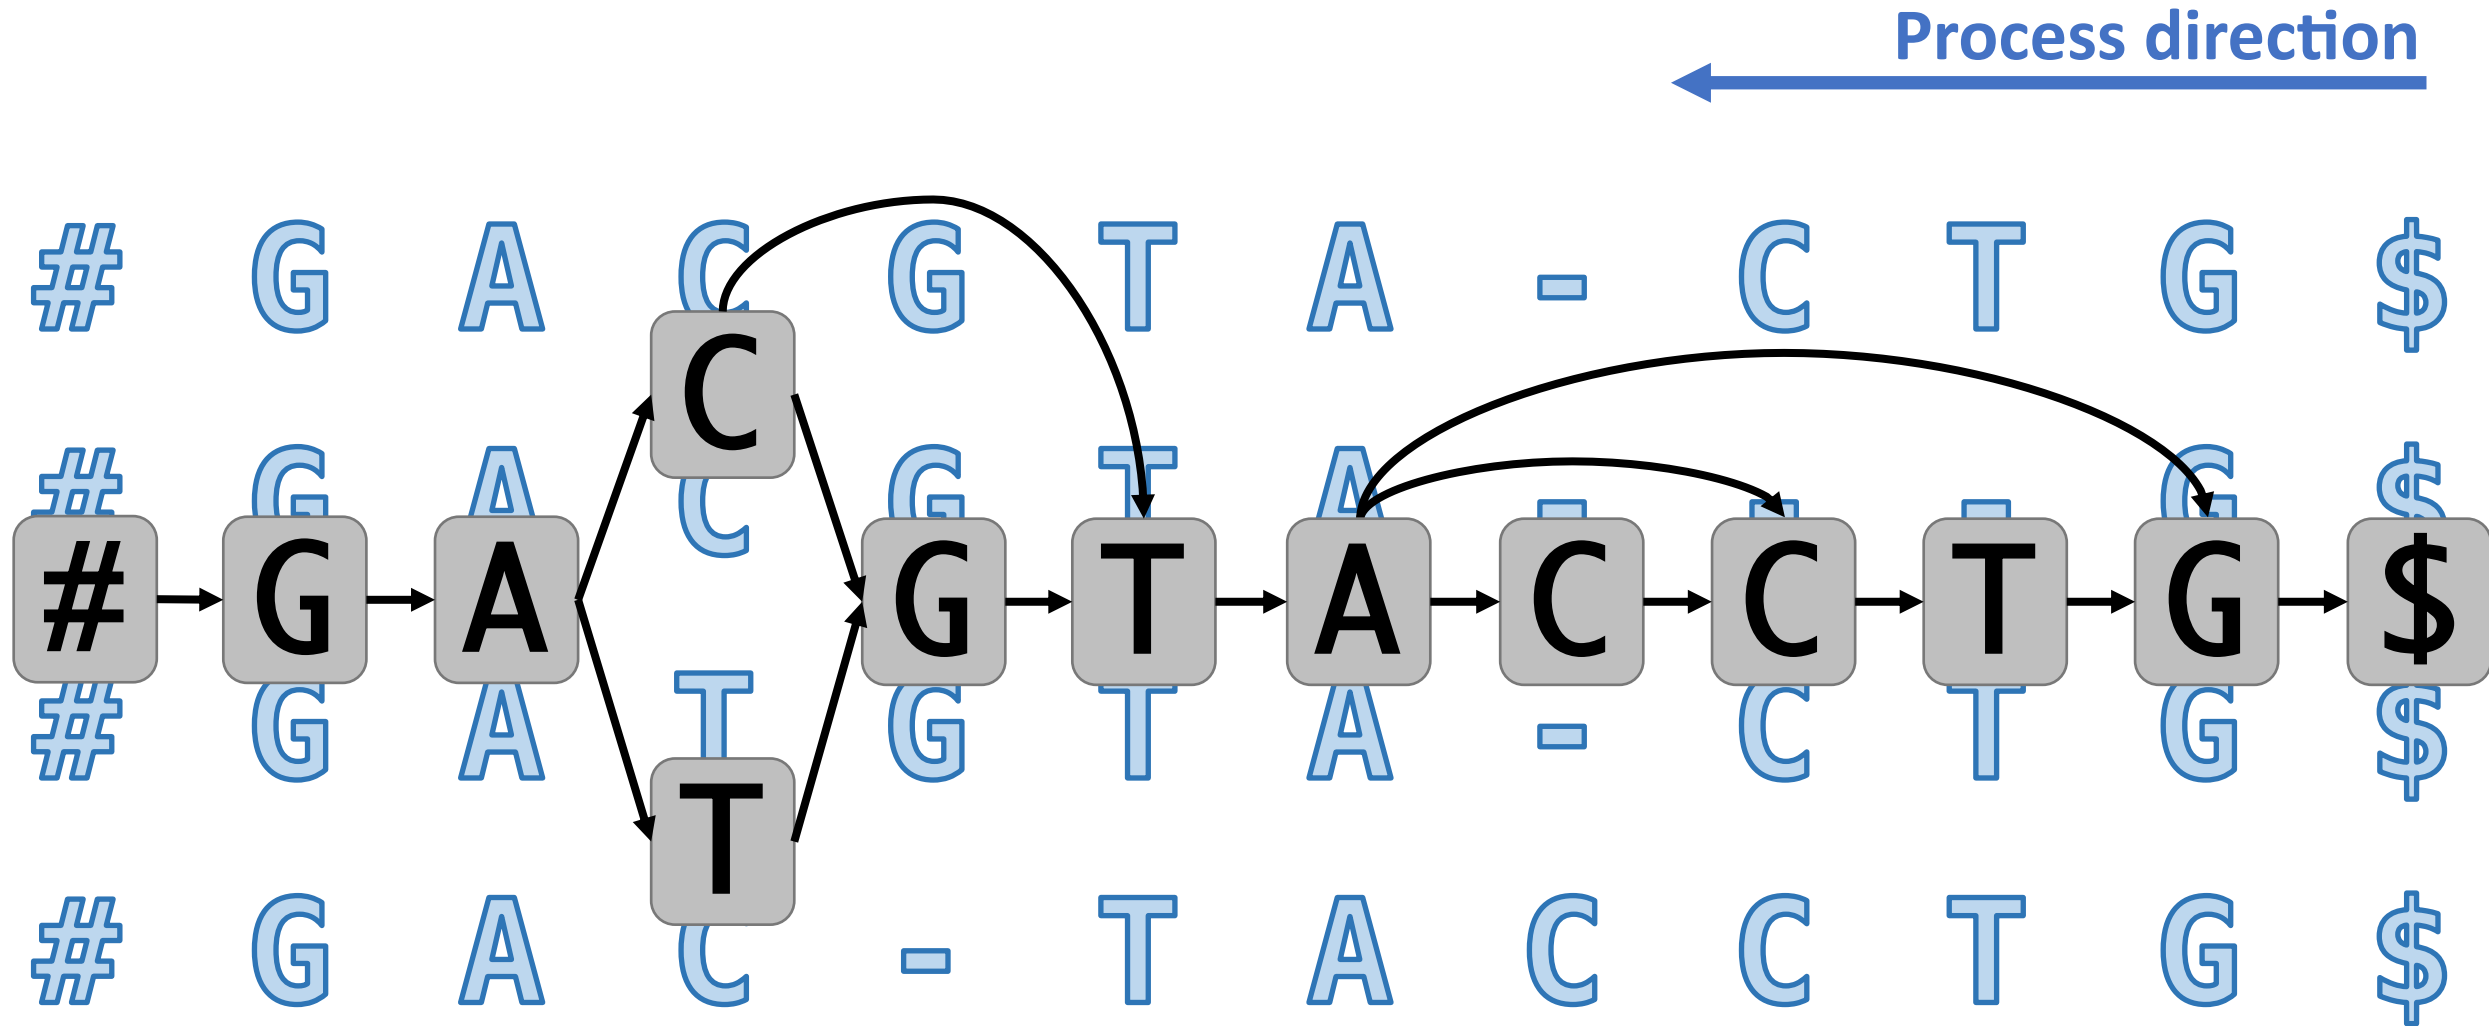 Process direction
# G A C G T A - C T G $
C
# G A C G T A - - - G $
# G A G T A C C T G $
# G A T G T A - C T G $
T
# G A C - T A C C T G $